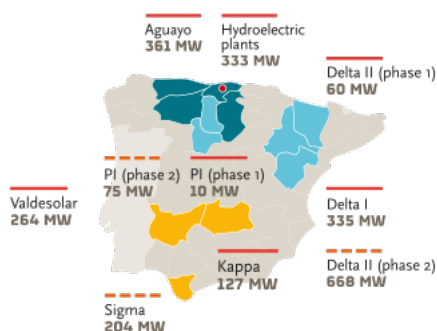 Aguayo
361 MW
Hydroelectric
plants
333 MW
Delta II (phase 1)
60 MW
PI (phase 2)
75 MW
PI (phase 1)
10 MW
Valdesolar
264 MW
Delta I
335 MW
Kappa
127 MW
Delta II (phase 2)
668 MW
Sigma
204 MW